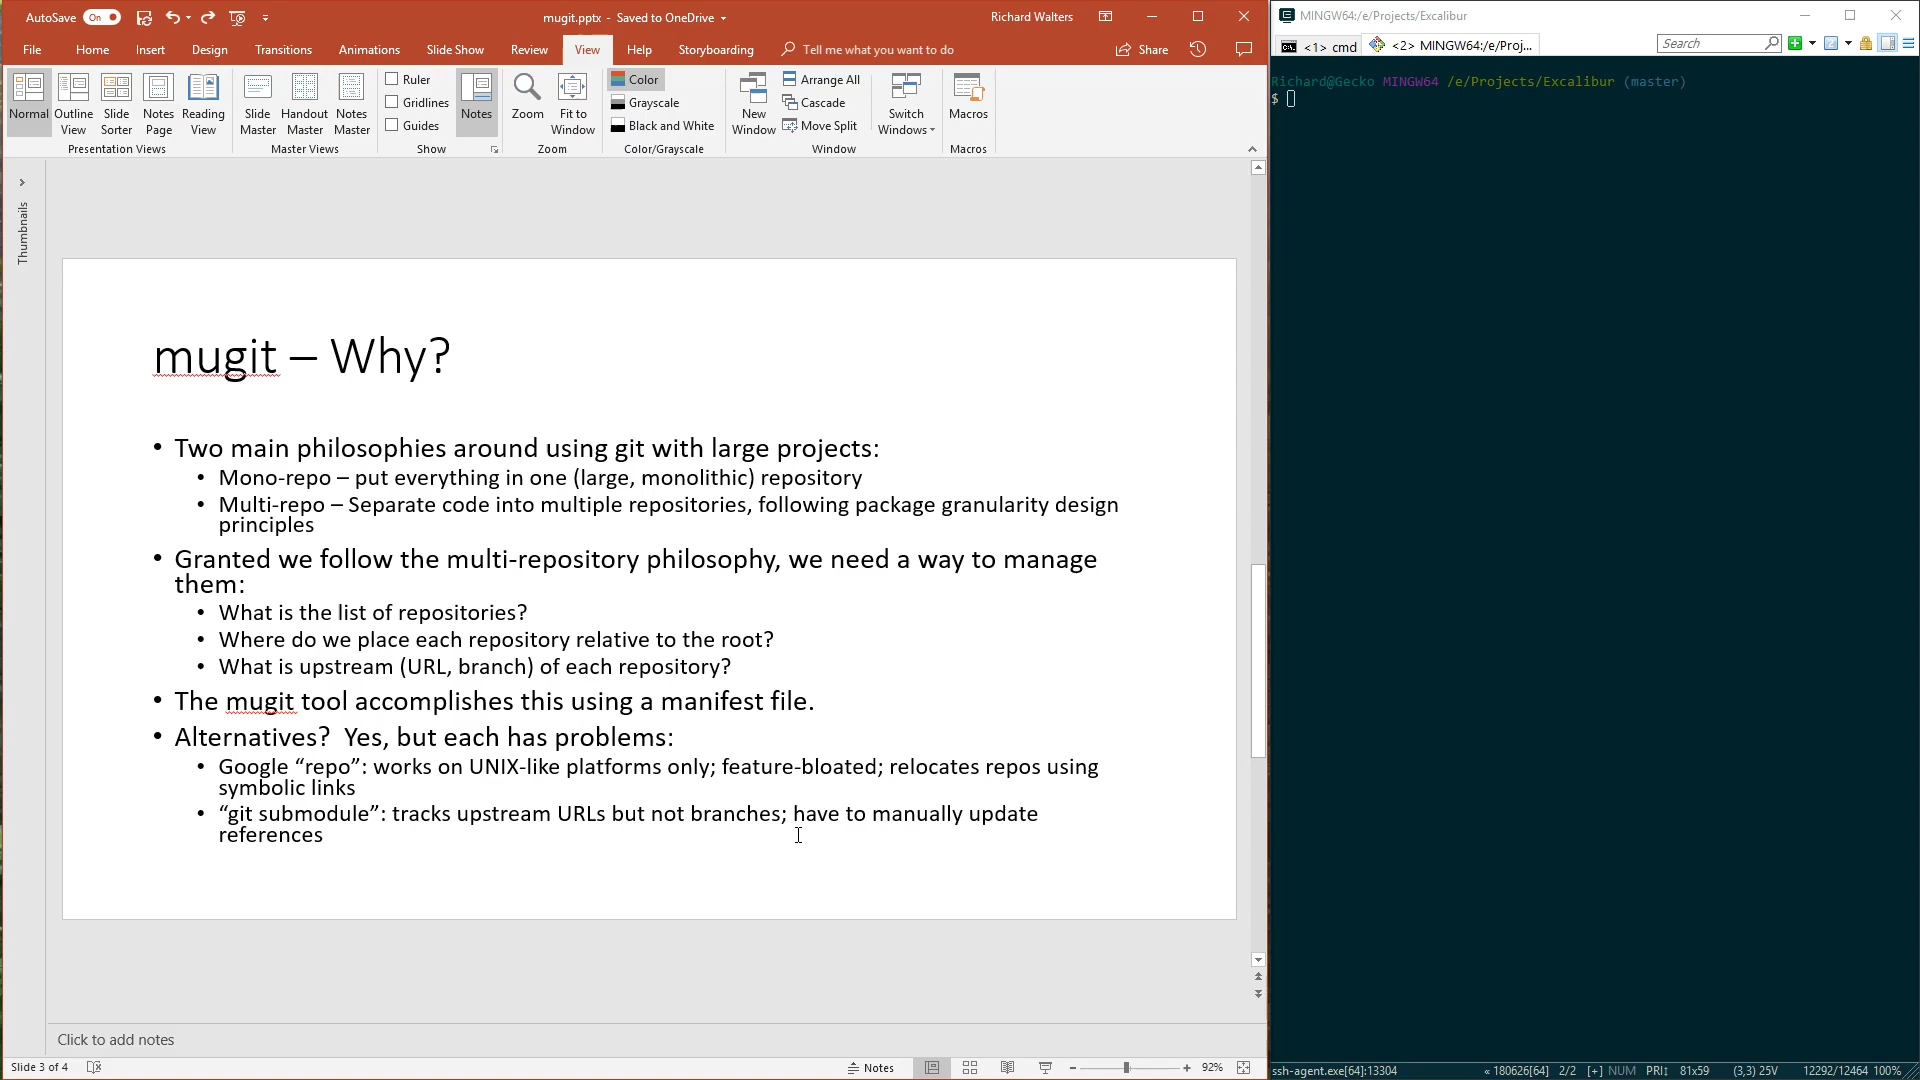 AutoSave On
mugit.pptx - Saved to OneDrive
Richard Walters
File Home Insert Design Transitions Animations Slide Show Review View Help Storyboarding Tell me what you want to do Share
Normal Outline View Slide Sorter Notes Page Reading View
Presentation Views
Slide Master Handout Master Notes Master
Master Views
Ruler
Gridlines
Guides
Show
Notes
Zoom Fit to Window
Zoom
Color
Grayscale
Black and White
Color/Grayscale
New Window
Arrange All
Cascade
Move Split
Switch Windows
Window
Macros
Macros
Thumbnails
mugit – Why?
• Two main philosophies around using git with large projects:
• Mono-repo – put everything in one (large, monolithic) repository
• Multi-repo – Separate code into multiple repositories, following package granularity design
principles
• Granted we follow the multi-repository philosophy, we need a way to manage
them:
• What is the list of repositories?
• Where do we place each repository relative to the root?
• What is upstream (URL, branch) of each repository?
• The mugit tool accomplishes this using a manifest file.
• Alternatives?  Yes, but each has problems:
• Google “repo”: works on UNIX-like platforms only; feature-bloated; relocates repos using
symbolic links
• “git submodule”: tracks upstream URLs but not branches; have to manually update
references
Click to add notes
Slide 3 of 4
Notes
92%
MINGW64:/e/Projects/Excalibur
<1> cmd <2> MINGW64:/e/Proj...
Search
Richard@Gecko MINGW64 /e/Projects/Excalibur (master)
$
ssh-agent.exe[64]:13304 « 180626[64] 2/2 [+] NUM PRI↕ 81x59 (3,3) 25V 12292/12464 100%